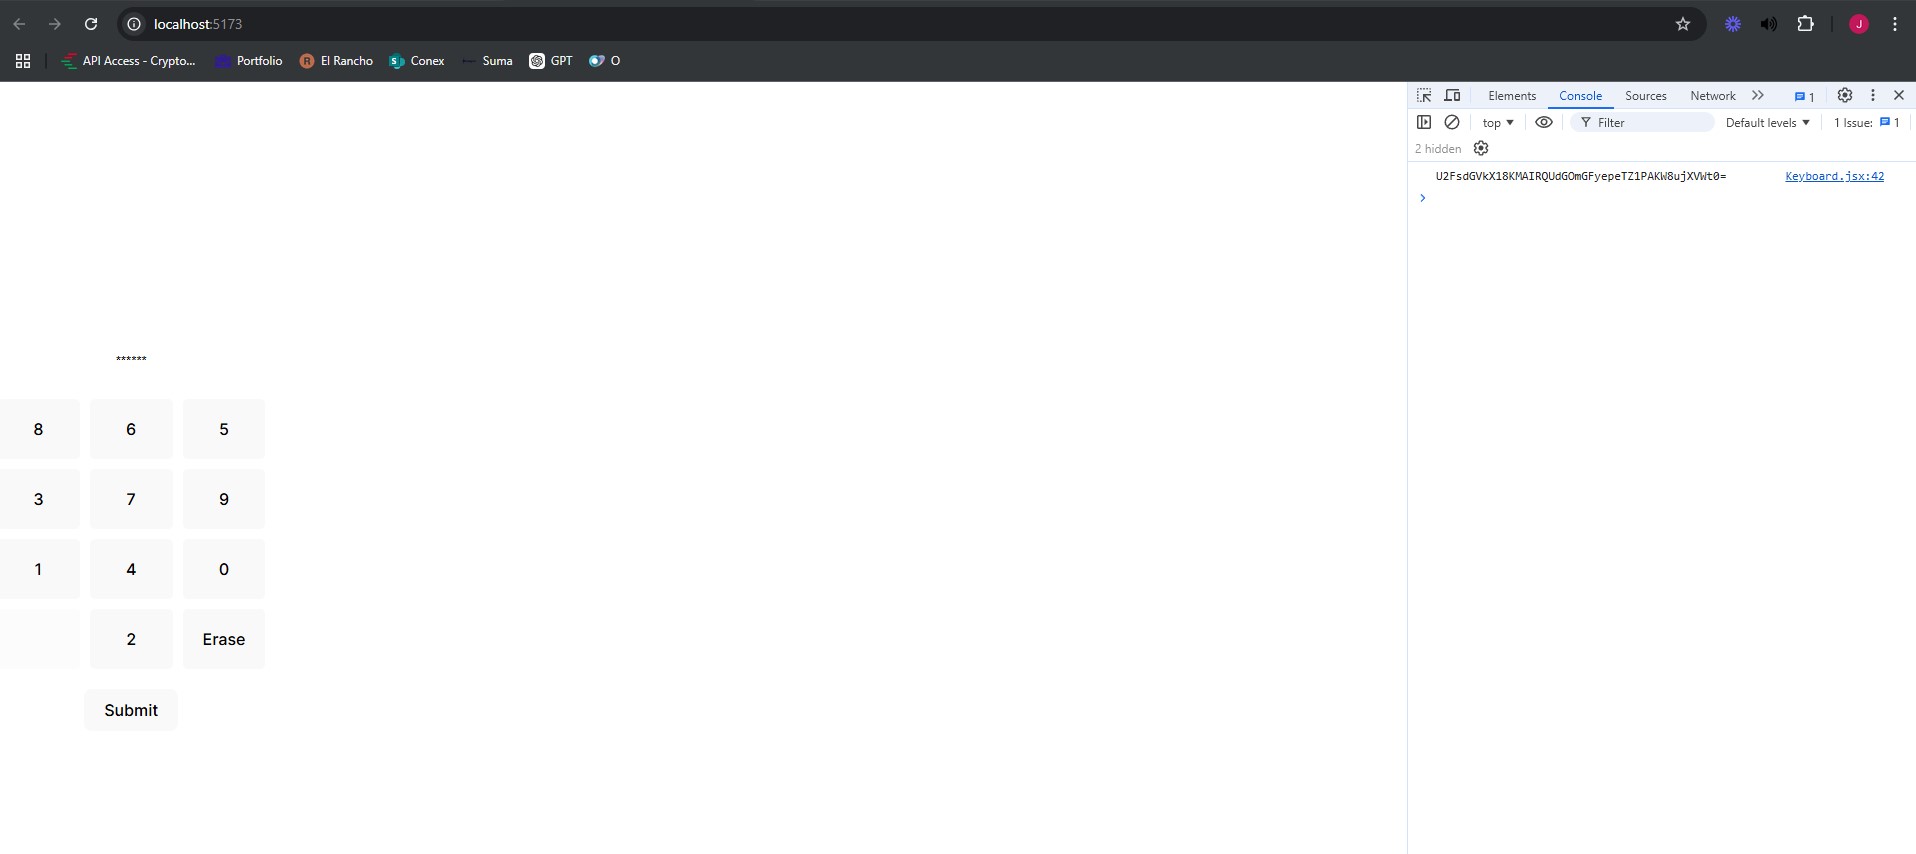 localhost:5173
API Access - Crypto... Portfolio El Rancho Conex Suma GPT O
J
Elements Console Sources Network 1
top Filter Default levels 1 Issue: 1
2 hidden
U2FsdGVkX18KMAIRQUdGOmGFyepeTZ1PAKW8ujXVWt0= Keyboard.jsx:42
******
8 6 5
3 7 9
1 4 0
2 Erase
Submit